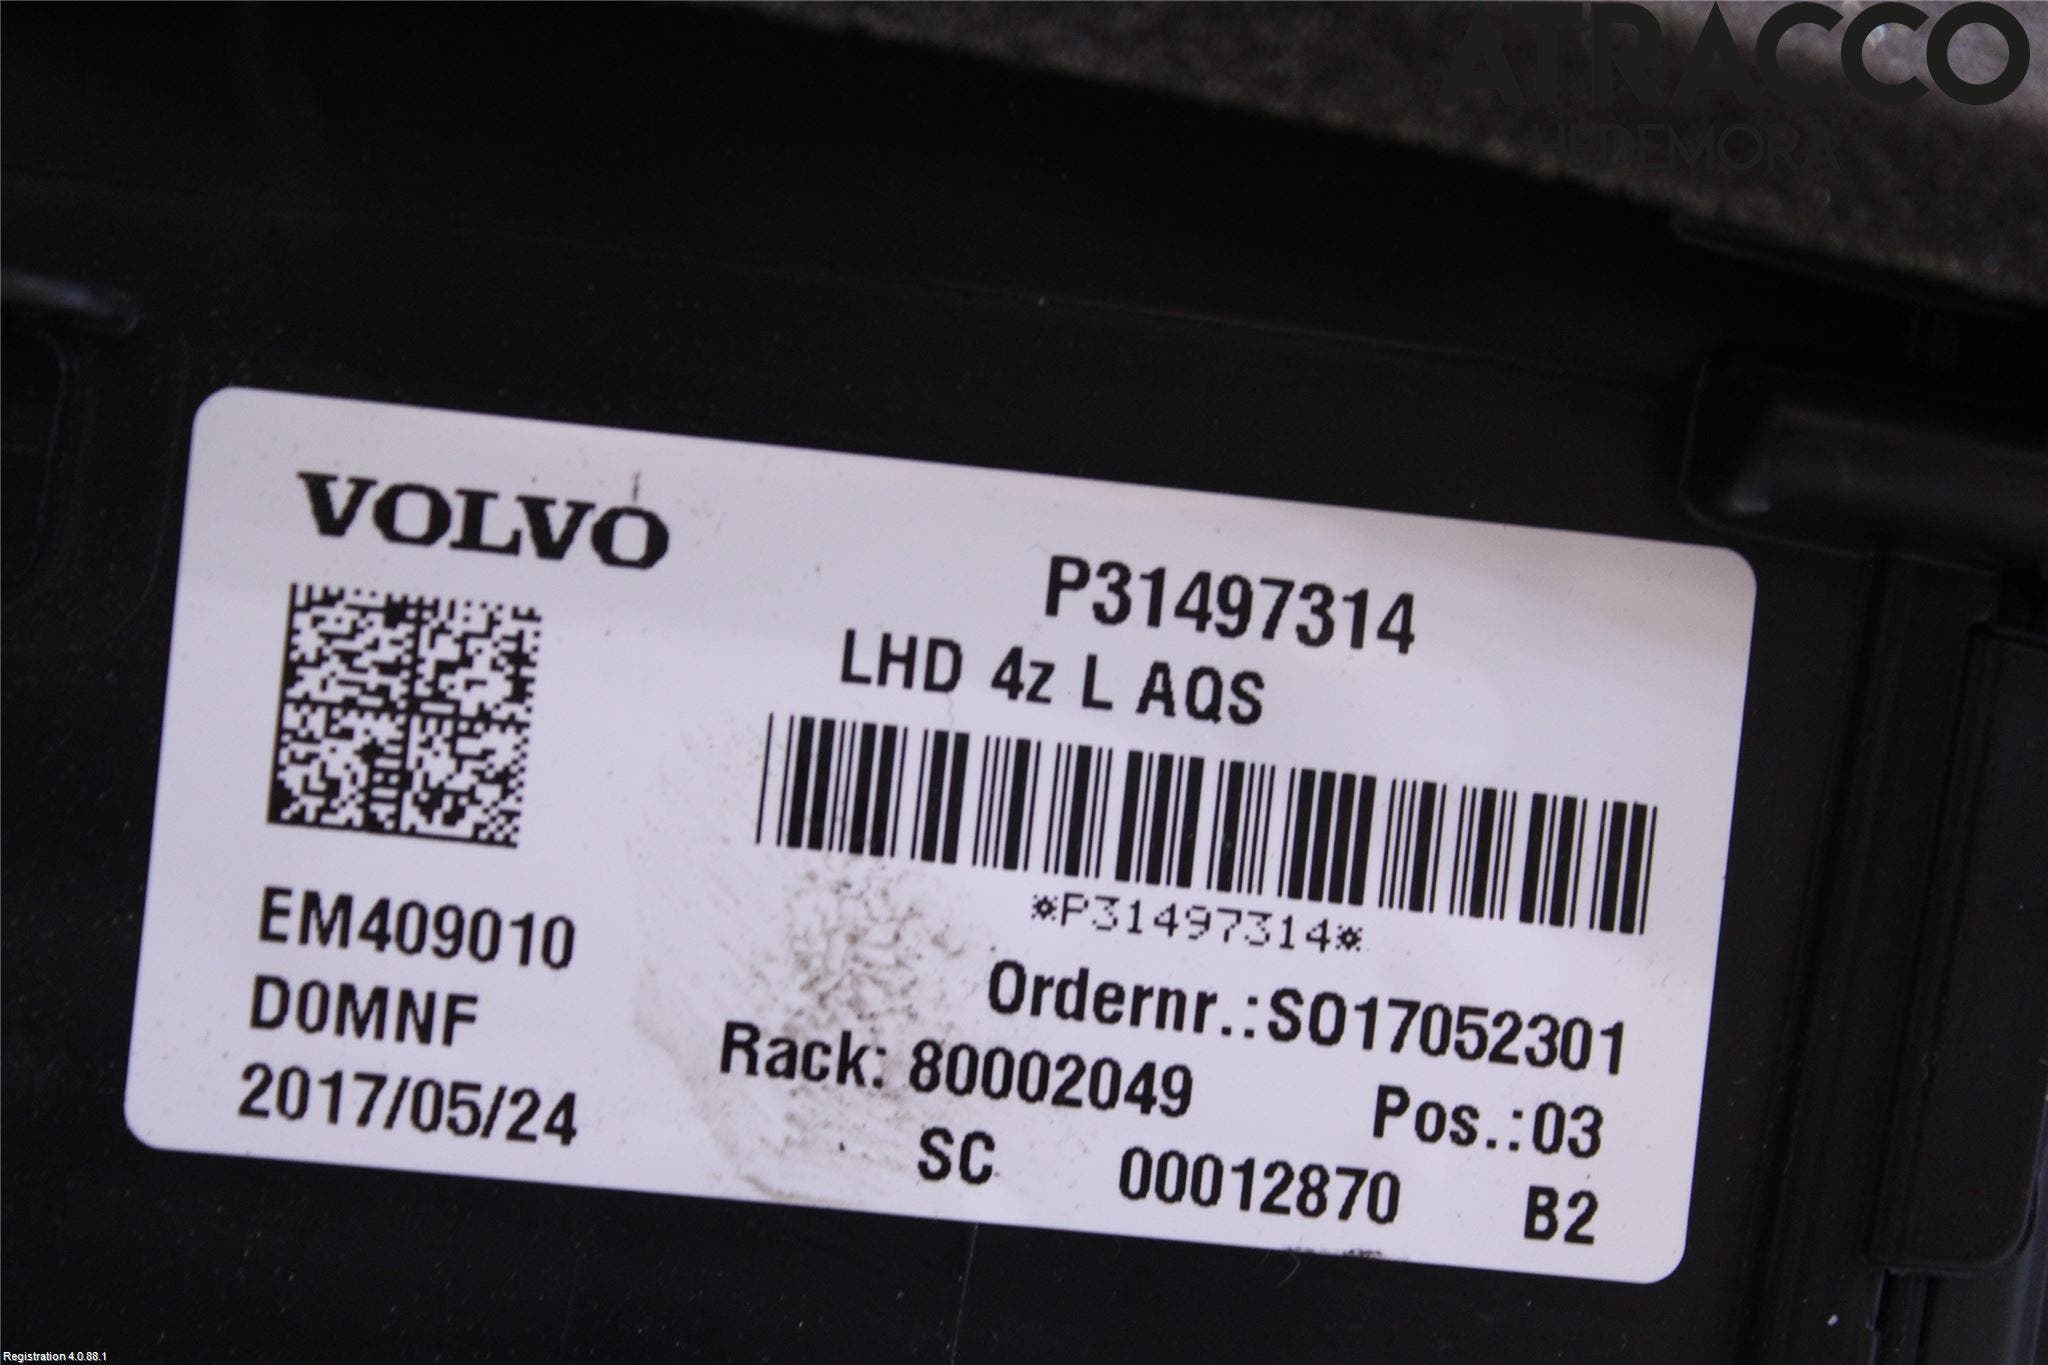 ATRACCO
HEDEMORA
VOLVO
P31497314
LHD 4z L AQS
*P31497314*
EM409010
D0MNF
2017/05/24
Ordernr.:SO17052301
Rack: 80002049 Pos.:03
SC 00012870 B2
Registration 4.0.88.1